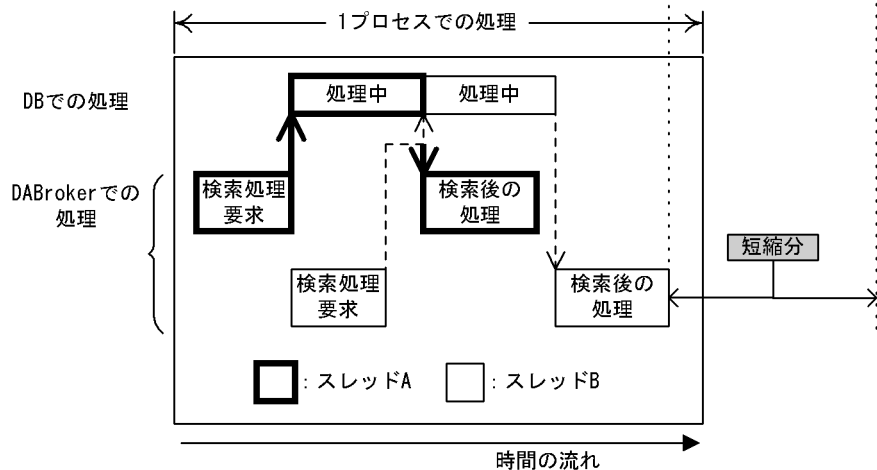 1プロセスでの処理
DBでの処理
処理中
処理中
DABrokerでの
処理
検索処理
要求
検索後の
処理
短縮分
検索処理
要求
検索後の
処理
：スレッドA
：スレッドB
時間の流れ